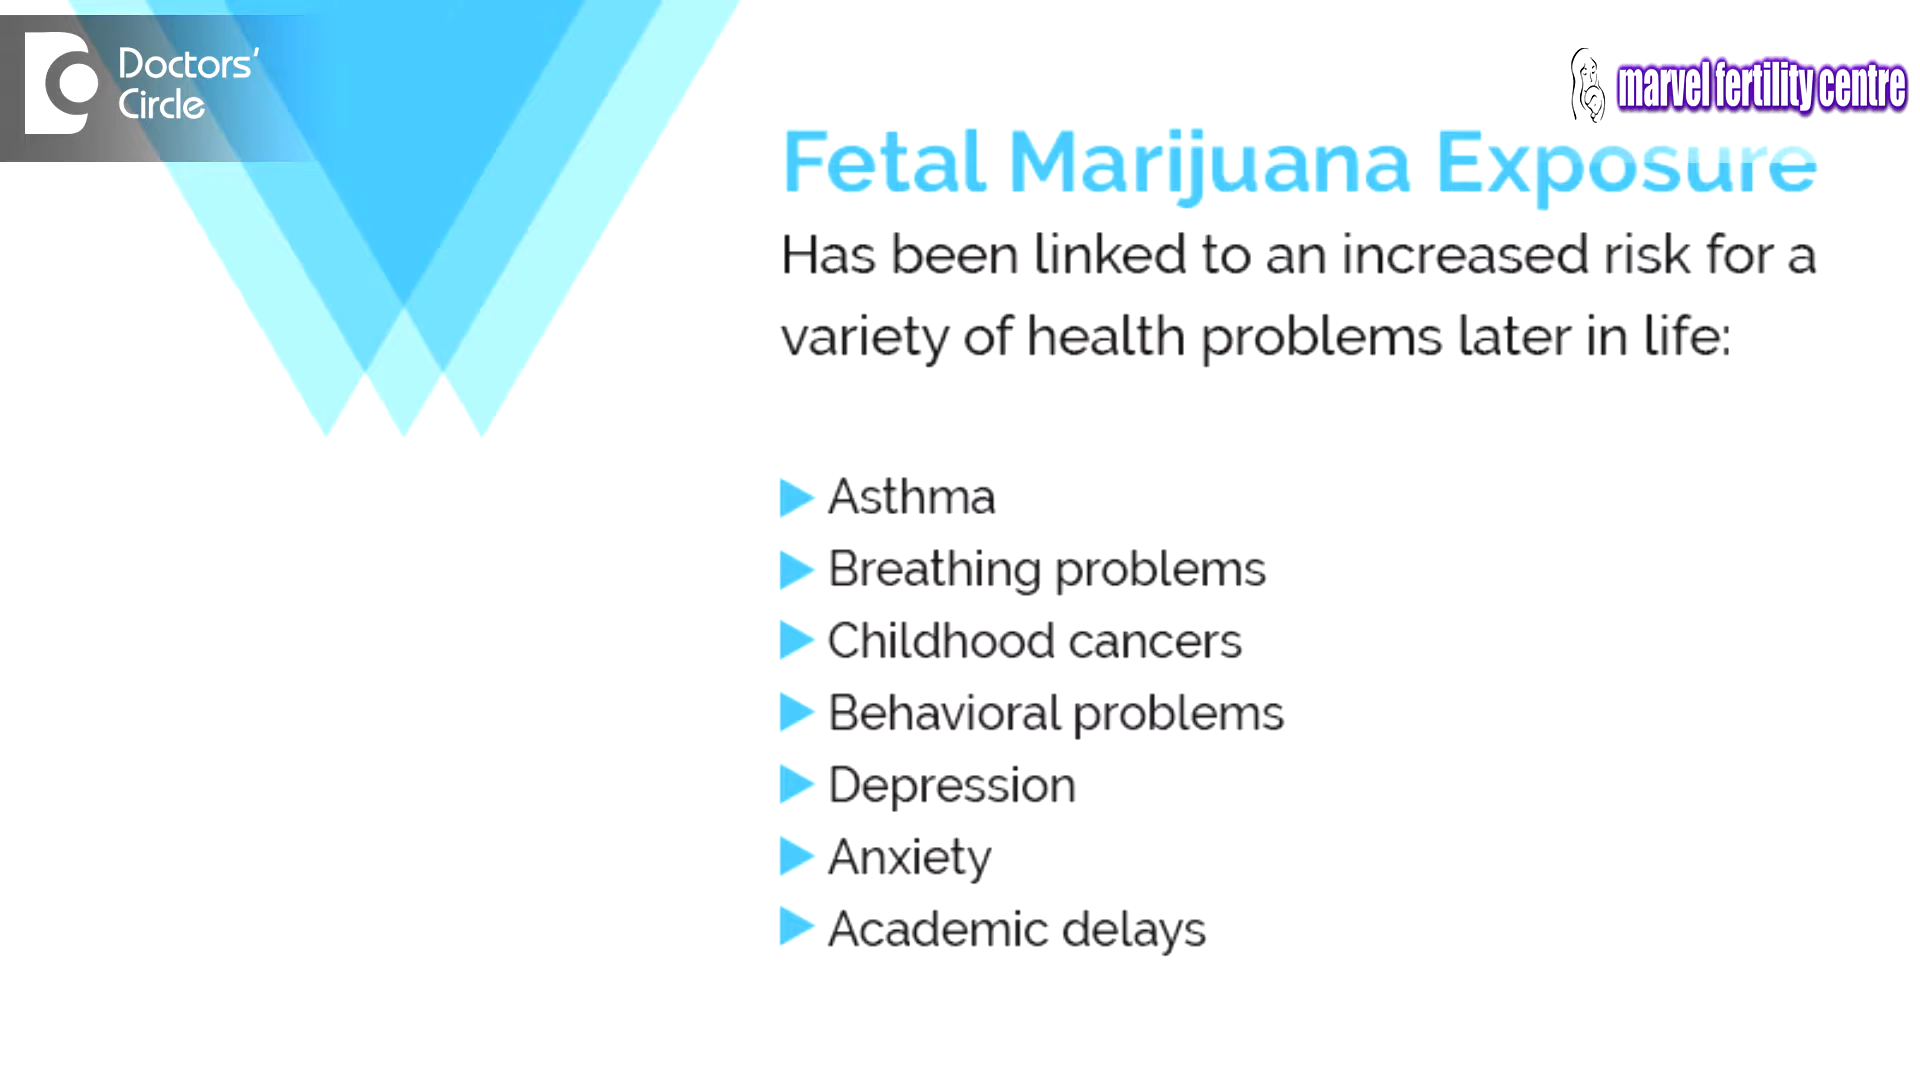 Doctors'
Circle
marvel fertility centre
Fetal Marijuana Exposure
Has been linked to an increased risk for a
variety of health problems later in life:
Asthma
Breathing problems
Childhood cancers
Behavioral problems
Depression
Anxiety
Academic delays